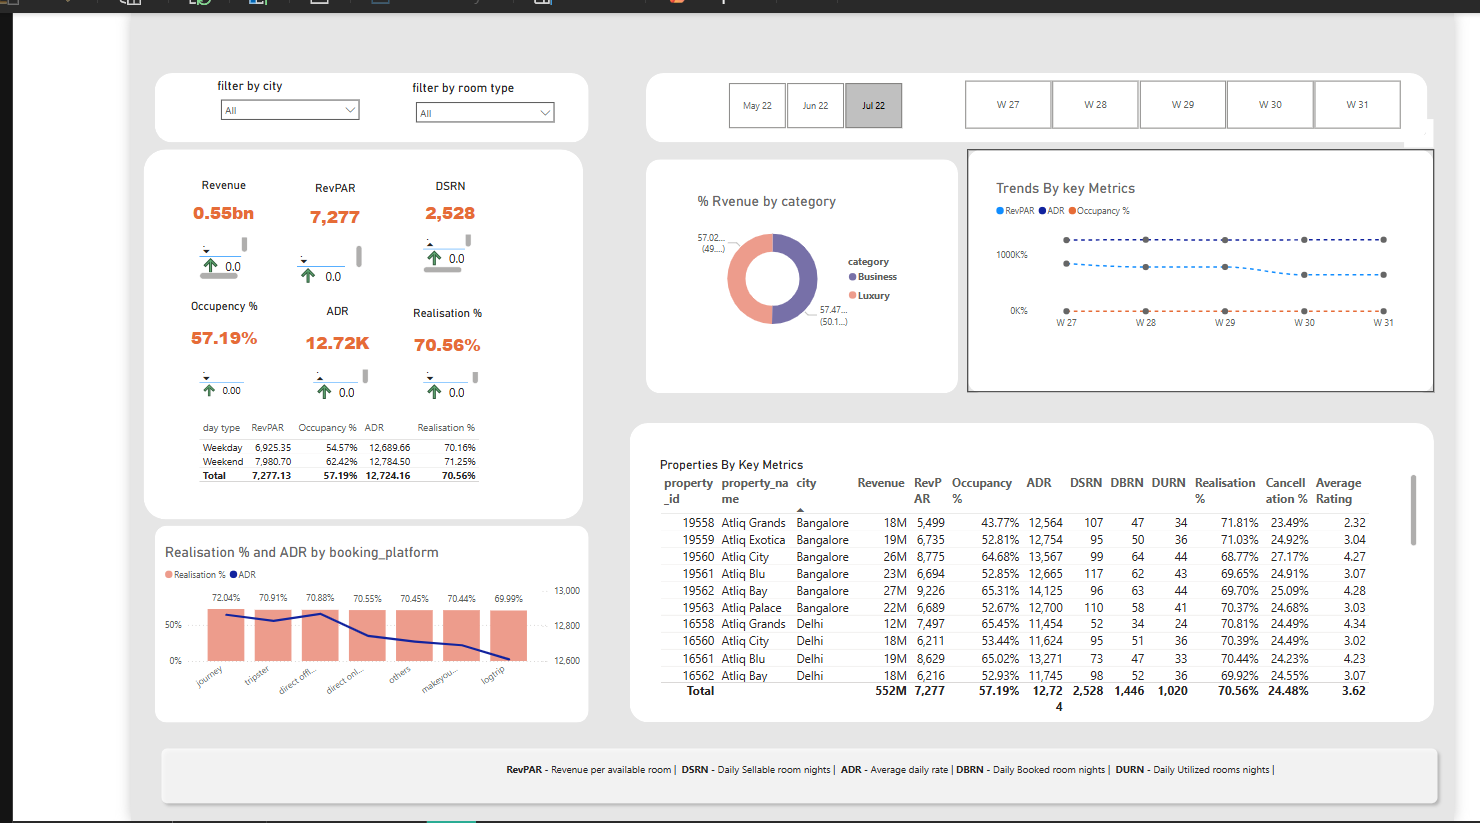 filter by city
filter by room type
All
All
May 22
Jun 22
Jul 22
W 27
W 28
W 29
W 30
W 31
Revenue
RevPAR
DSRN
0.55bn
7,277
2,528
0.0
0.0
0.0
Occupency %
ADR
Realisation %
57.19%
12.72K
70.56%
0.00
0.0
0.0
day type RevPAR Occupancy % ADR Realisation %
Weekday 6,925.35 54.57% 12,689.66 70.16%
Weekend 7,980.70 62.42% 12,784.50 71.25%
Total 7,277.13 57.19% 12,724.16 70.56%
% Rvenue by category
57.02...
(49....)
57.47...
(50.1...)
category
Business
Luxury
Trends By key Metrics
RevPAR ADR Occupancy %
1000K%
0K%
W 27 W 28 W 29 W 30 W 31
Realisation % and ADR by booking_platform
Realisation % ADR
72.04% 70.91% 70.88% 70.55% 70.45% 70.44% 69.99%
50%
0%
13,000
12,800
12,600
journey tripster direct offl... direct onl... others makeyou... logtrip
Properties By Key Metrics
property_id property_name city Revenue RevPAR Occupancy % ADR DSRN DBRN DURN Realisation % Cancellation % Average Rating
19558 Atliq Grands Bangalore 18M 5,499 43.77% 12,564 107 47 34 71.81% 23.49% 2.32
19559 Atliq Exotica Bangalore 19M 6,735 52.81% 12,754 95 50 36 71.03% 24.92% 3.04
19560 Atliq City Bangalore 26M 8,775 64.68% 13,567 99 64 44 68.77% 27.17% 4.27
19561 Atliq Blu Bangalore 23M 6,694 52.85% 12,665 117 62 43 69.65% 24.91% 3.07
19562 Atliq Bay Bangalore 27M 9,226 65.31% 14,125 96 63 44 69.70% 25.09% 4.28
19563 Atliq Palace Bangalore 22M 6,689 52.67% 12,700 110 58 41 70.37% 24.68% 3.03
16558 Atliq Grands Delhi 12M 7,497 65.45% 11,454 52 34 24 70.81% 24.49% 4.34
16560 Atliq City Delhi 18M 6,211 53.44% 11,624 95 51 36 70.39% 24.49% 3.02
16561 Atliq Blu Delhi 19M 8,629 65.02% 13,271 73 47 33 70.44% 24.23% 4.23
16562 Atliq Bay Delhi 18M 6,216 52.93% 11,745 98 52 36 69.92% 24.55% 3.07
Total 552M 7,277 57.19% 12,724 2,528 1,446 1,020 70.56% 24.48% 3.62
RevPAR - Revenue per available room | DSRN - Daily Sellable room nights | ADR - Average daily rate | DBRN - Daily Booked room nights | DURN - Daily Utilized rooms nights |